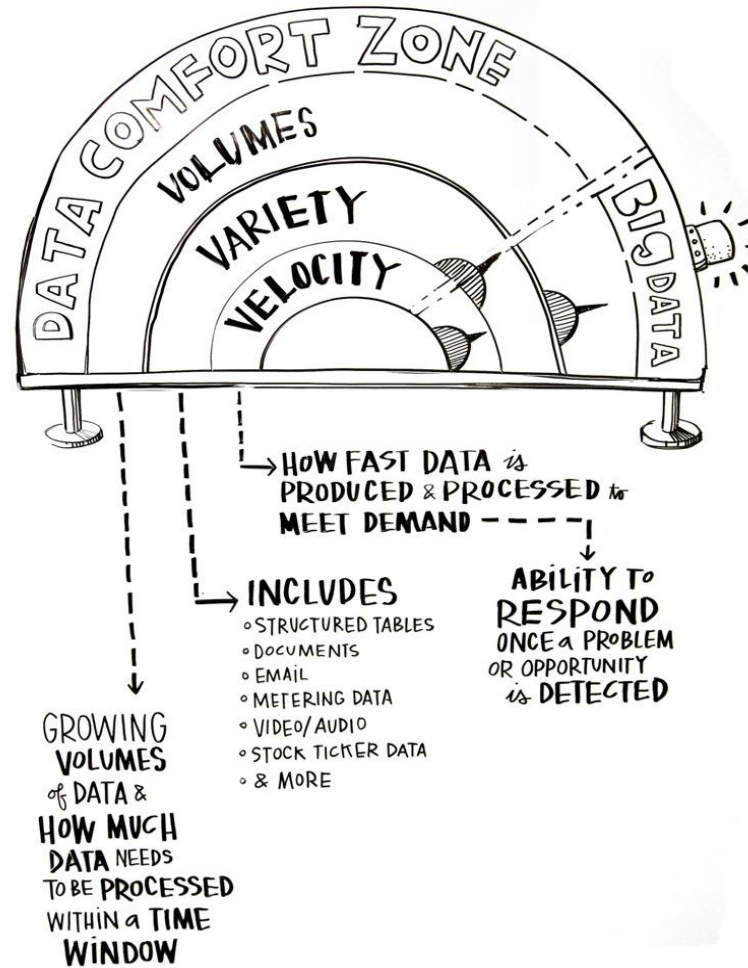 DATA COMFORT ZONE
BIG DATA
VOLUMES
VARIETY
VELOCITY
HOW FAST DATA is
PRODUCED & PROCESSED to
MEET DEMAND
ABILITY TO
RESPOND
ONCE a PROBLEM
OR OPPORTUNITY
is DETECTED
INCLUDES
STRUCTURED TABLES
DOCUMENTS
EMAIL
METERING DATA
VIDEO/AUDIO
STOCK TICKER DATA
& MORE
GROWING
VOLUMES
of DATA &
HOW MUCH
DATA NEEDS
TO BE PROCESSED
WITHIN a TIME
WINDOW